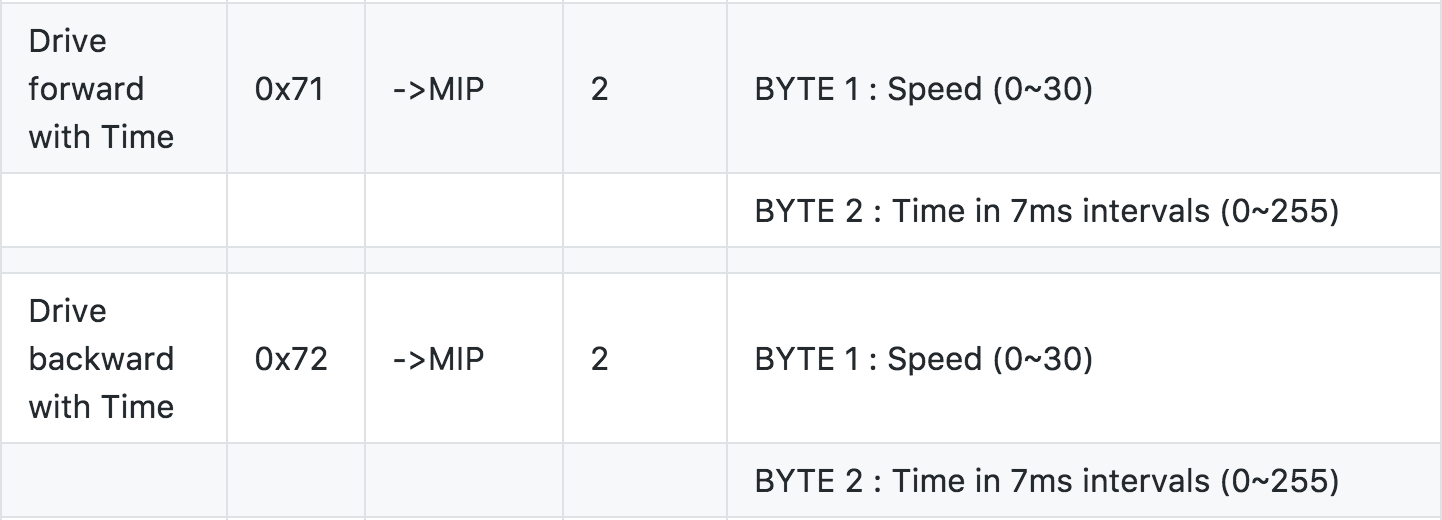 Drive
forward
with Time
0x71
->MIP
2
BYTE 1 : Speed (0~30)
BYTE 2 : Time in 7ms intervals (0~255)
Drive
backward
with Time
0x72
->MIP
2
BYTE 1 : Speed (0~30)
BYTE 2 : Time in 7ms intervals (0~255)